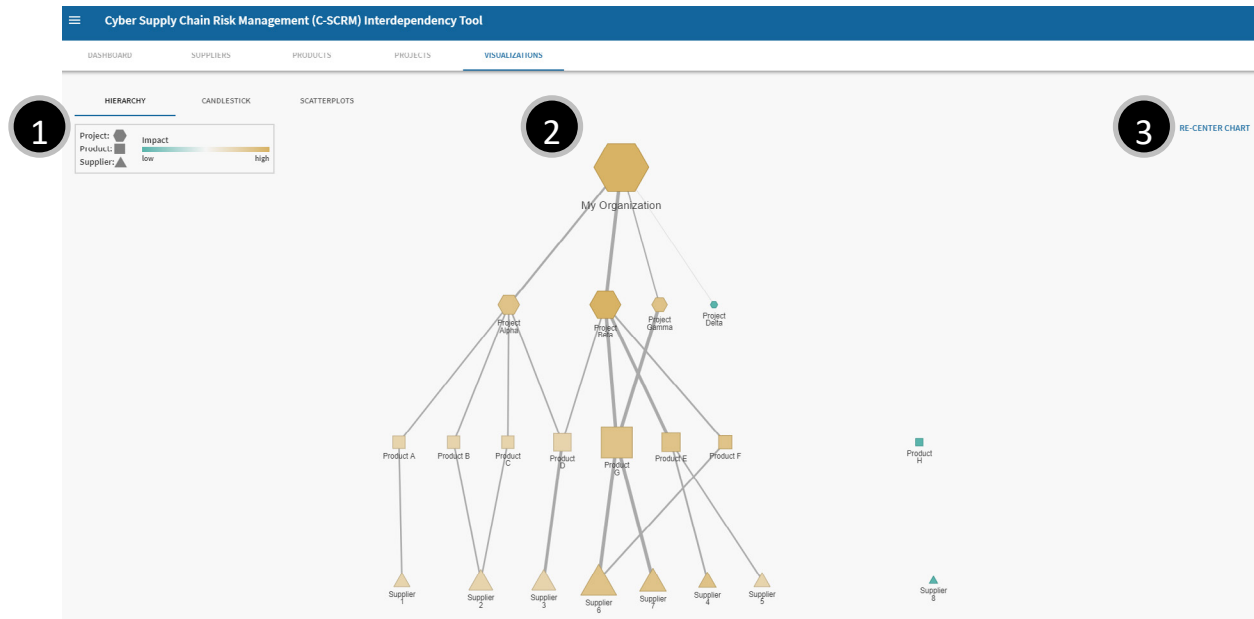 Cyber Supply Chain Risk Management (C-SCRM) Interdependency Tool
DASHBOARD SUPPLIERS PRODUCTS PROJECTS VISUALIZATIONS
HIERARCHY CANDLESTICK SCATTERPLOTS
1
2
3
RE-CENTER CHART
Project:
Product:
Supplier:
Impact
low high
My Organization
Project
Alpha
Project
Beta
Project
Gamma
Project
Delta
Product A
Product B
Product
C
Product
D
Product
G
Product E
Product F
Product
H
Supplier
1
Supplier
2
Supplier
3
Supplier
6
Supplier
7
Supplier
4
Supplier
5
Supplier
8